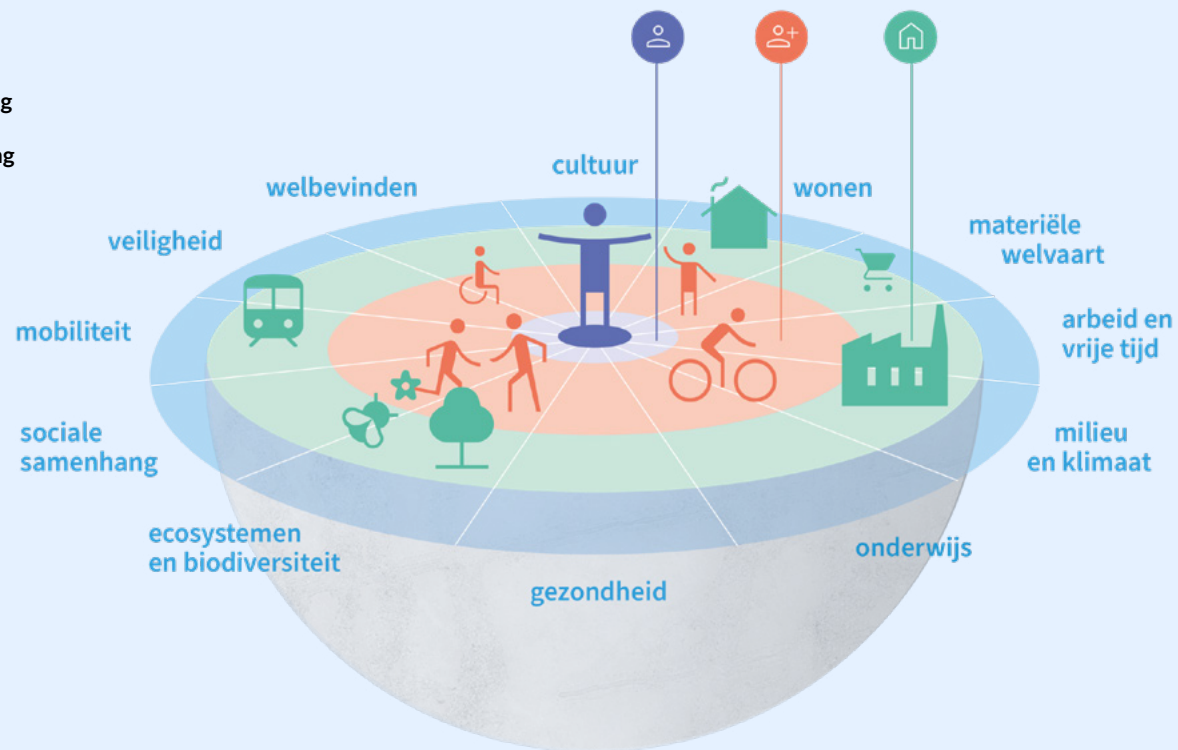 cultuur
welbevinden
wonen
veiligheid
materiële
welvaart
mobiliteit
arbeid en
vrije tijd
sociale
samenhang
milieu
en klimaat
ecosystemen
en biodiversiteit
onderwijs
gezondheid